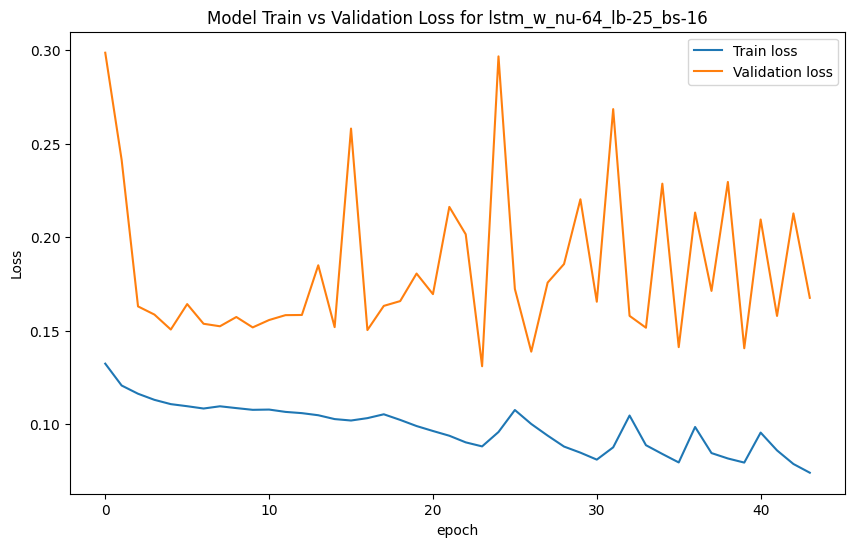 Model Train vs Validation Loss for lstm_w_nu-64_lb-25_bs-16
Train loss
Validation loss
0.30
0.25
0.20
0.15
0.10
Loss
0
10
20
30
40
epoch